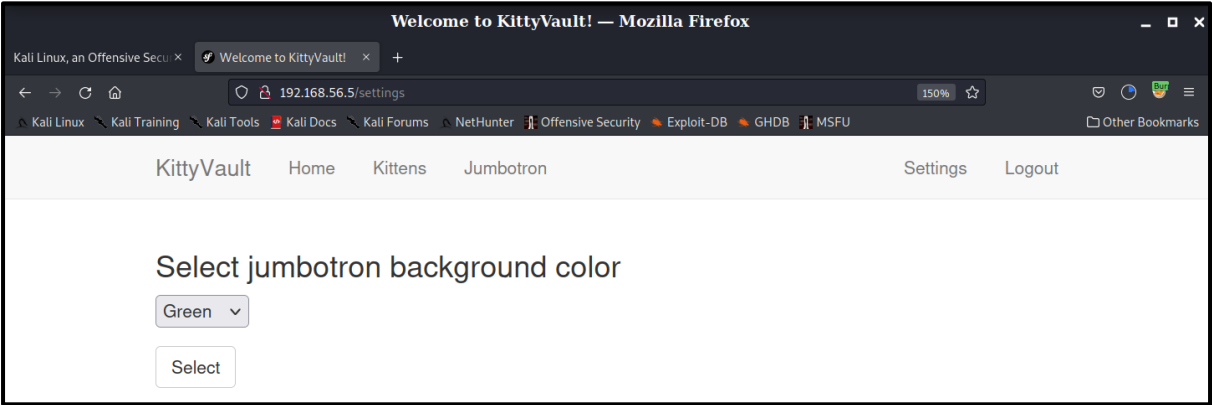 Welcome to KittyVault! — Mozilla Firefox
Kali Linux, an Offensive Secu
Welcome to KittyVault!
192.168.56.5/settings
150%
Kali Linux Kali Training Kali Tools Kali Docs Kali Forums NetHunter Offensive Security Exploit-DB GHDB MSFU Other Bookmarks
KittyVault Home Kittens Jumbotron Settings Logout
Select jumbotron background color
Green
Select